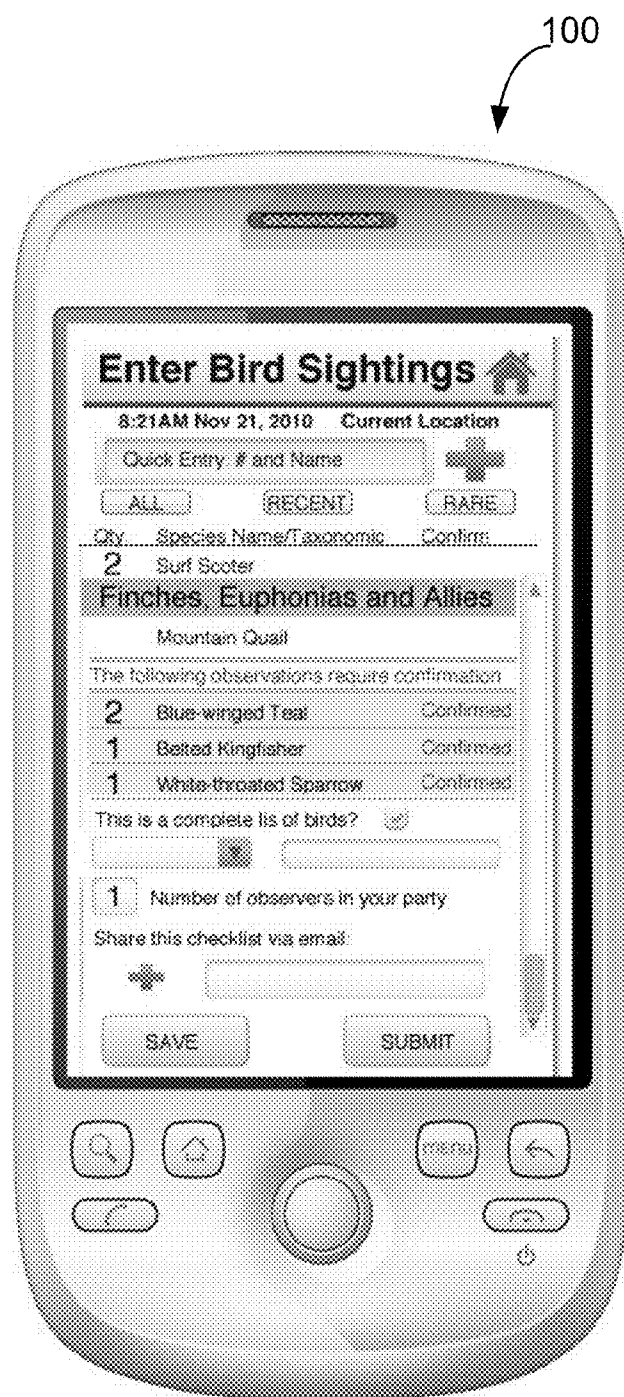 100
Enter Bird Sightings
8:21AM Nov 21, 2010 Current Location
Quick Entry: # and Name
ALL RECENT RARE
Qty. Species Name/Taxonomic Confirm
2 Surf Scoter
Finches, Euphonias and Allies
Mountain Quail
The following observations require confirmation
2 Blue-winged Teal Confirmed
1 Belted Kingfisher Confirmed
1 White-throated Sparrow Confirmed
This is a complete lis of birds?
1 Number of observers in your party
Share this checklist via email:
SAVE SUBMIT
menu